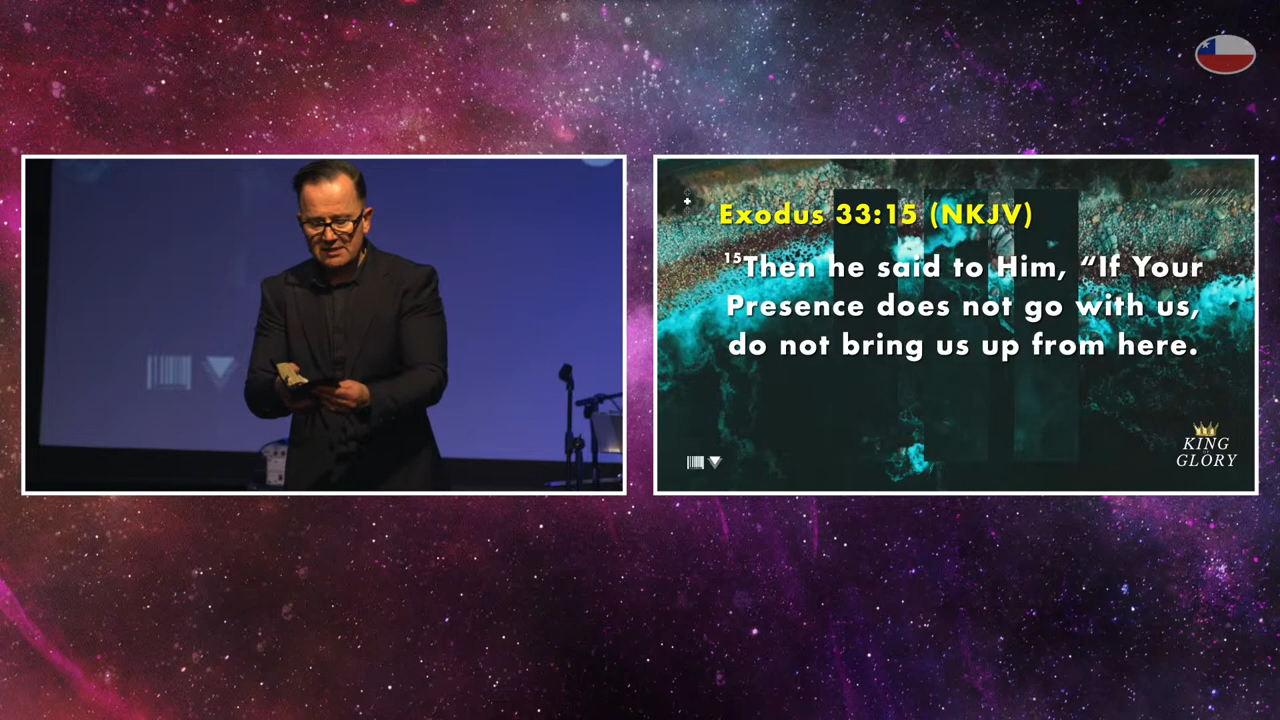 Exodus 33:15 (NKJV)
15Then he said to Him, “If Your
Presence does not go with us,
do not bring us up from here.
KING
OF
GLORY